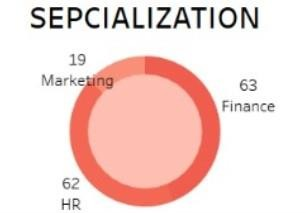 SEPCIALIZATION
19
Marketing
63
Finance
62
HR